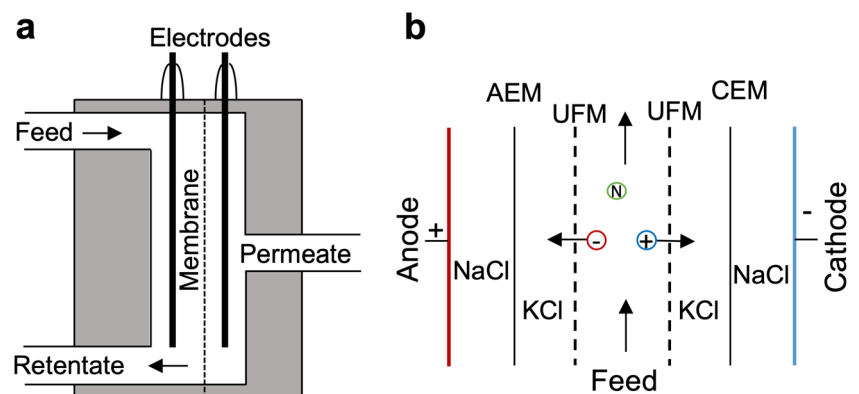 a
Electrodes
Feed
Membrane
Permeate
Retentate
b
AEM
UFM
UFM
CEM
N
Anode
+
-
+
-
Cathode
NaCl
KCl
KCl
NaCl
Feed